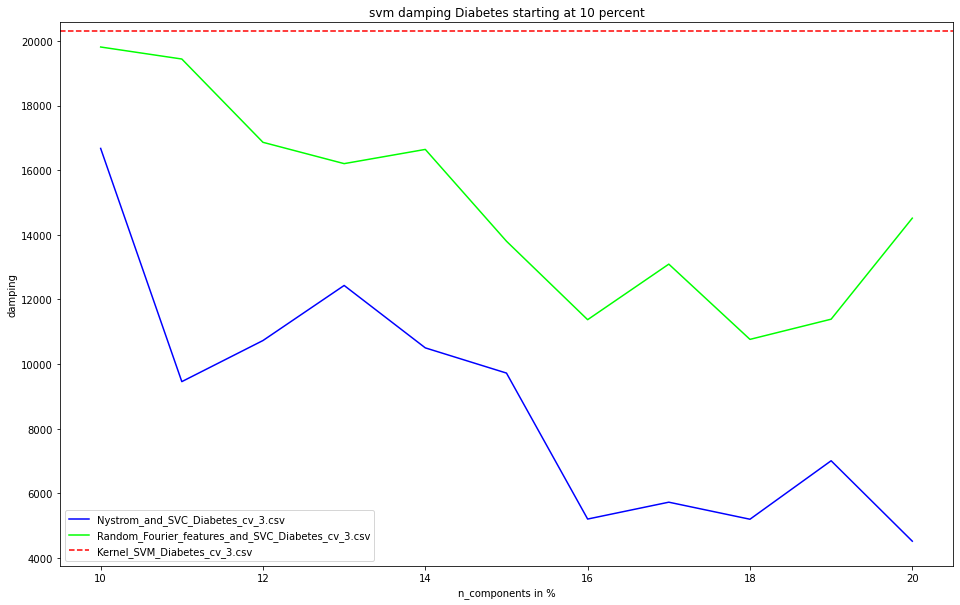 svm damping Diabetes starting at 10 percent
20000
18000
16000
14000
12000
10000
8000
6000
4000
damping
Nystrom_and_SVC_Diabetes_cv_3.csv
Random_Fourier_features_and_SVC_Diabetes_cv_3.csv
Kernel_SVM_Diabetes_cv_3.csv
10 12 14 16 18 20
n_components in %